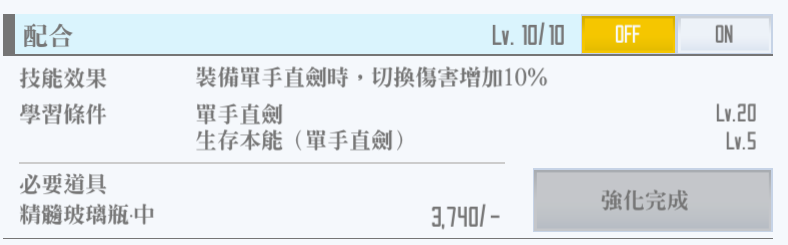 配合 Lv. 10/10 OFF ON
技能效果 裝備單手直劍時，切換傷害增加10%
學習條件 單手直劍 Lv.20
生存本能（單手直劍） Lv.5
必要道具
精髓玻璃瓶·中 3,740/－
強化完成